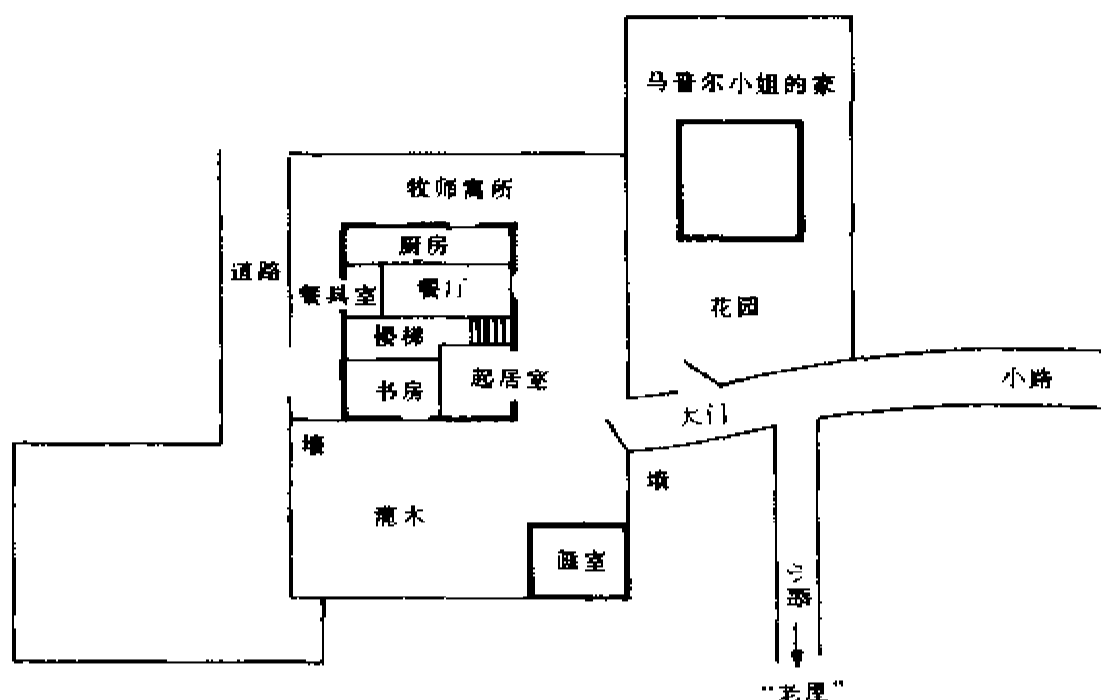 马普尔小姐的家
牧师寓所
厨房
道路
餐具室
餐厅
花园
楼梯
书房
起居室
小路
大门
墙
墙
灌木
画室
小路
“老屋”